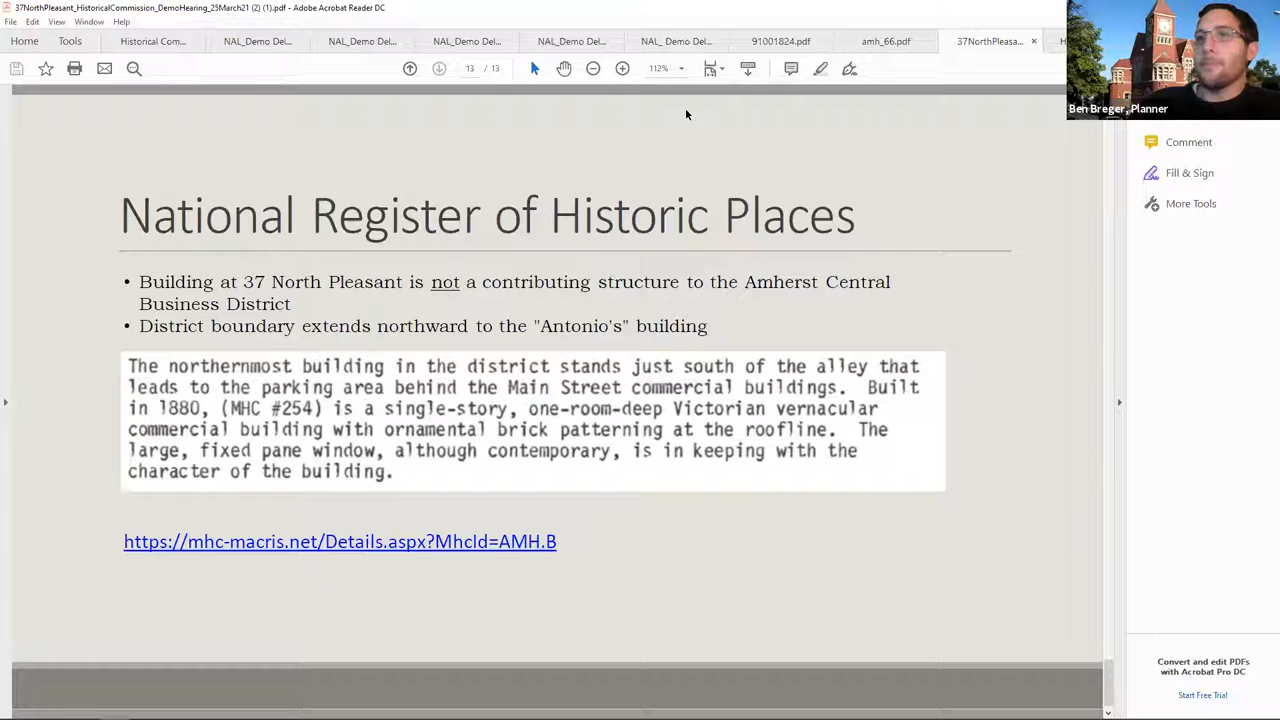 37NorthPleasant_HistoricalCommission_DemoHearing_25March21 (2) (1).pdf - Adobe Acrobat Reader DC
File Edit View Window Help
Home Tools Historical Com... NAL_Demo Del... NAL_Demo Del... NAL_Demo Del... NAL_Demo Del... NAL_ Demo Del... 91001824.pdf amh_66.pdf 37NorthPleasa... ×
13 / 13 112%
Ben Breger, Planner
Comment
Fill & Sign
More Tools
National Register of Historic Places
• Building at 37 North Pleasant is not a contributing structure to the Amherst Central
Business District
• District boundary extends northward to the "Antonio's" building
The northernmost building in the district stands just south of the alley that
leads to the parking area behind the Main Street commercial buildings. Built
in 1880, (MHC #254) is a single-story, one-room-deep Victorian vernacular
commercial building with ornamental brick patterning at the roofline. The
large, fixed pane window, although contemporary, is in keeping with the
character of the building.
https://mhc-macris.net/Details.aspx?MhcId=AMH.B
Convert and edit PDFs
with Acrobat Pro DC
Start Free Trial